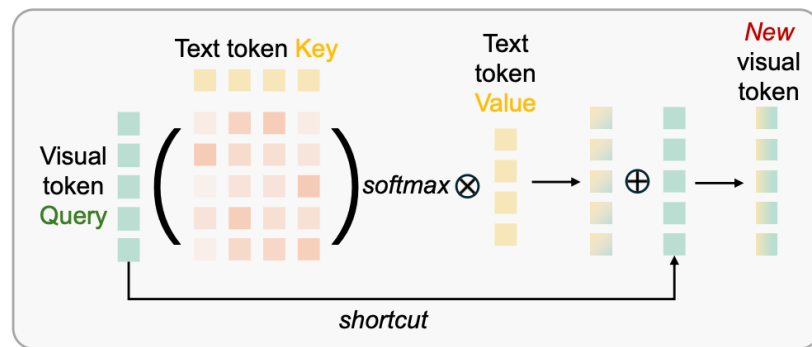 Text token Key
Visual
token
Query
softmax
Text
token
Value
New
visual
token
shortcut